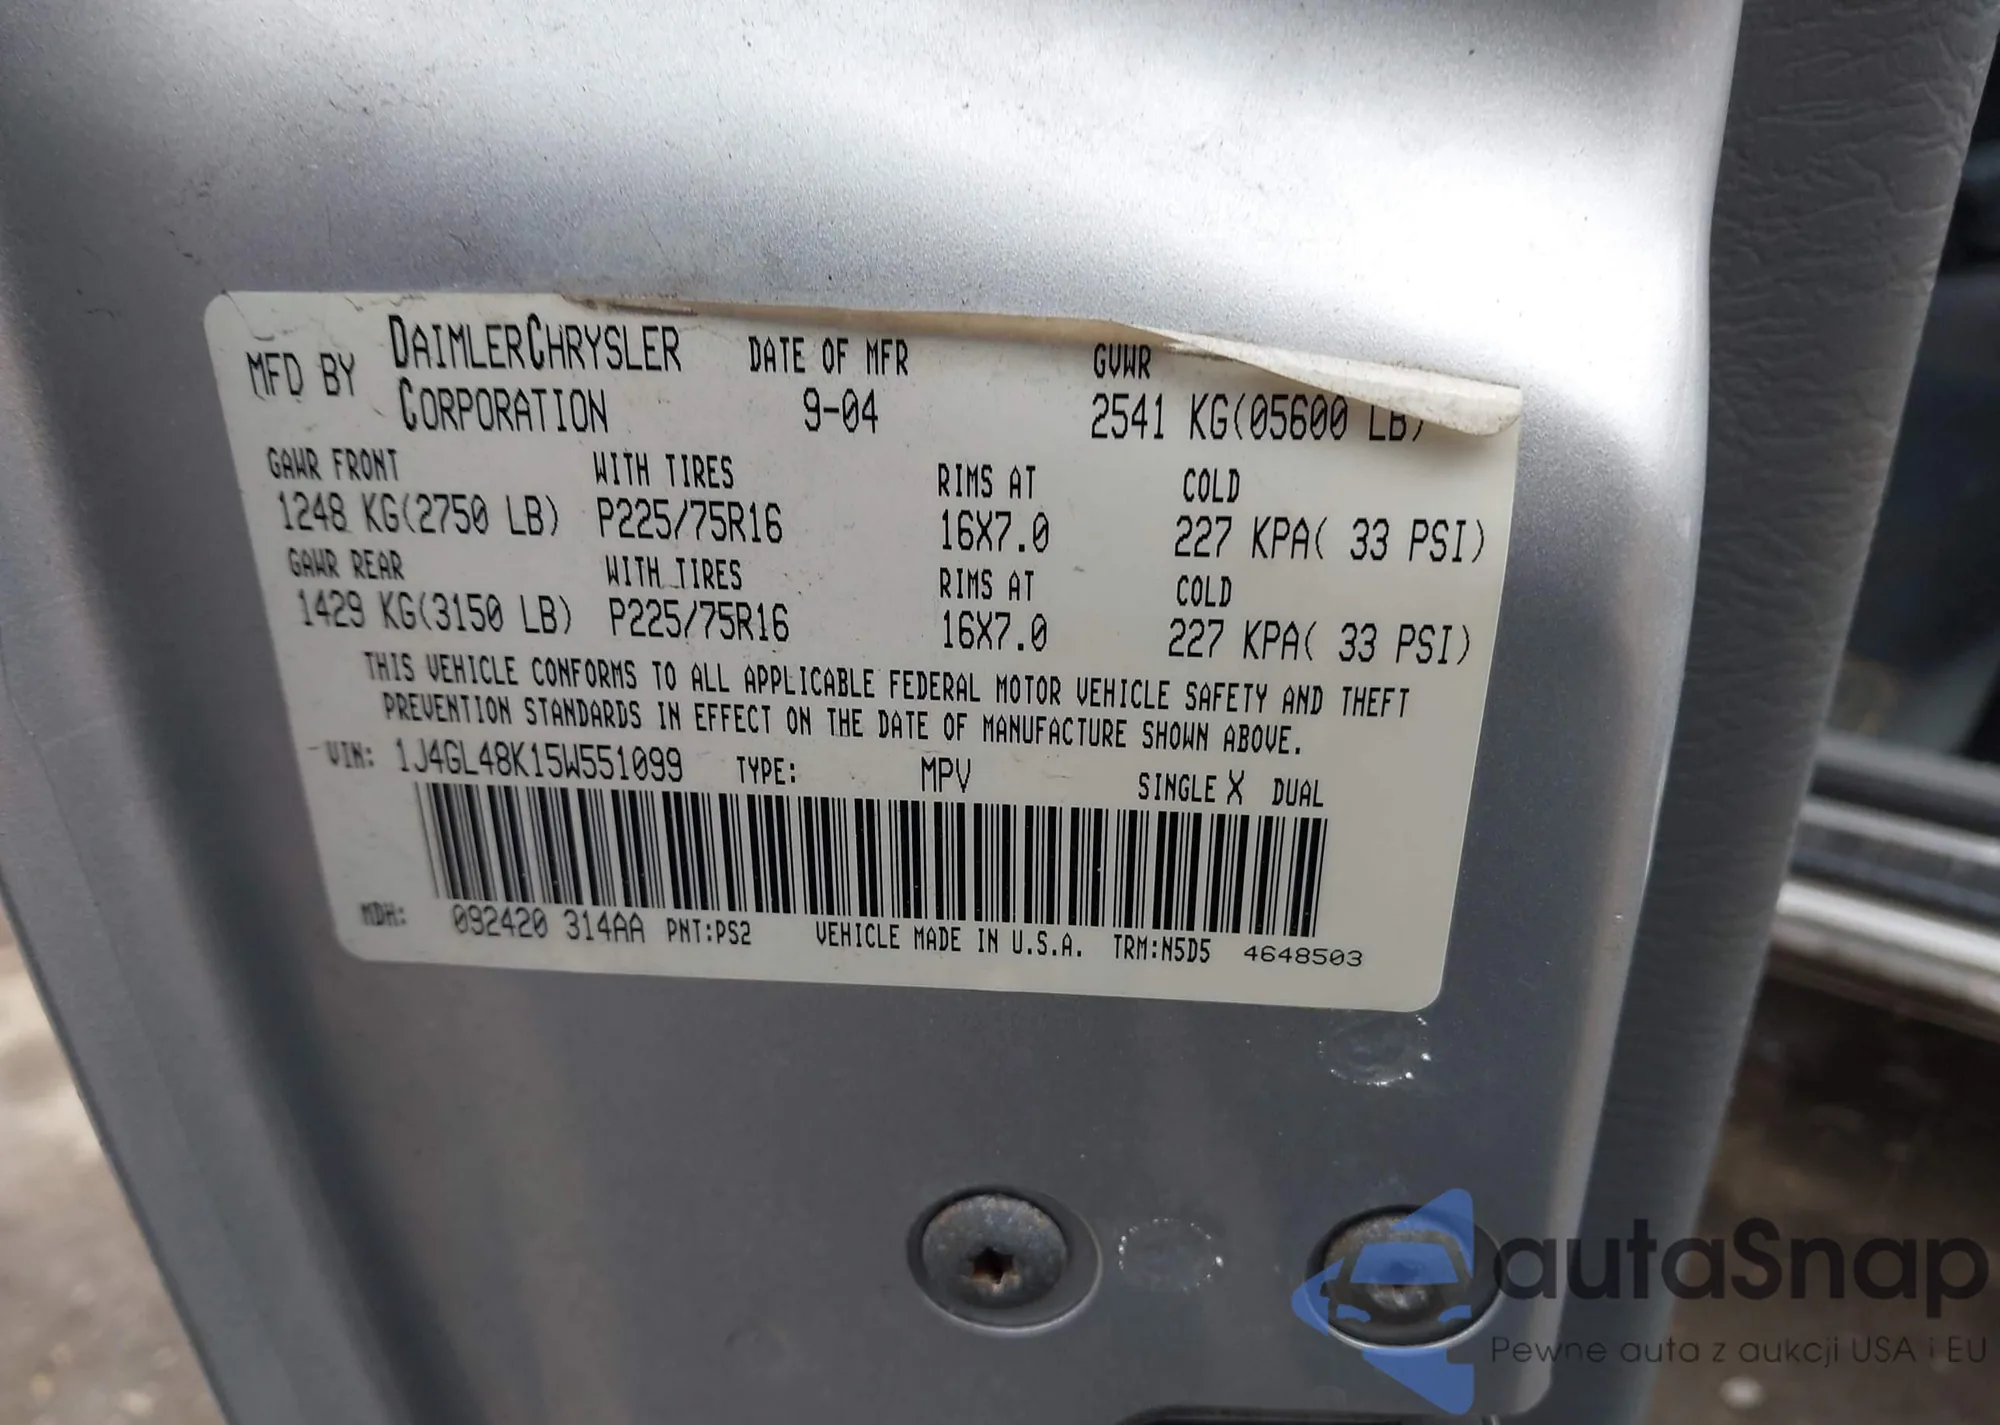 MFD BY DAIMLERCHRYSLER CORPORATION DATE OF MFR 9-04 GVWR 2541 KG(05600 LB)
GAWR FRONT WITH TIRES RIMS AT COLD
1248 KG(2750 LB) P225/75R16 16X7.0 227 KPA( 33 PSI)
GAWR REAR WITH TIRES RIMS AT COLD
1429 KG(3150 LB) P225/75R16 16X7.0 227 KPA( 33 PSI)
THIS VEHICLE CONFORMS TO ALL APPLICABLE FEDERAL MOTOR VEHICLE SAFETY AND THEFT
PREVENTION STANDARDS IN EFFECT ON THE DATE OF MANUFACTURE SHOWN ABOVE.
VIN: 1J4GL48K15W551099 TYPE: MPV SINGLE X DUAL
MDH: 092420 314AA PNT:PS2 VEHICLE MADE IN U.S.A. TRM:N5D5 4648503
autaSnap
Pewne auta z aukcji USA i EU